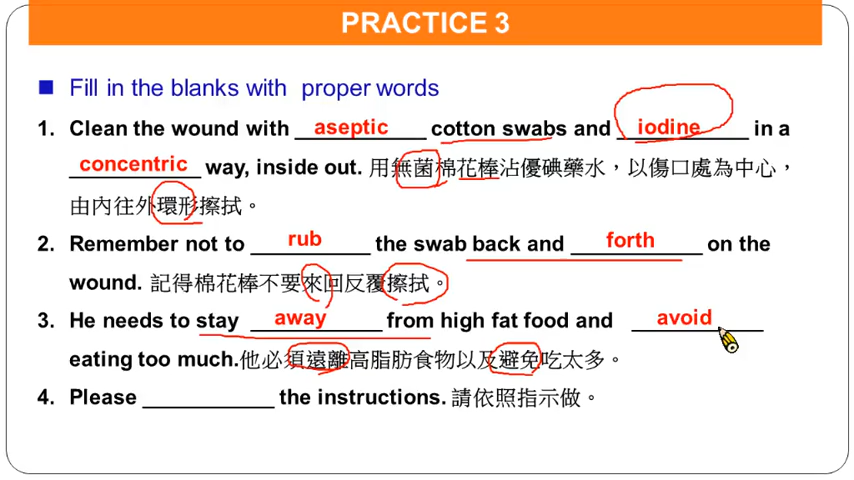 PRACTICE 3
■ Fill in the blanks with proper words
1. Clean the wound with aseptic cotton swabs and iodine in a
concentric way, inside out. 用無菌棉花棒沾優碘藥水，以傷口處為中心，
由內往外環形擦拭。
2. Remember not to rub the swab back and forth on the
wound. 記得棉花棒不要來回反覆擦拭。
3. He needs to stay away from high fat food and avoid
eating too much.他必須遠離高脂肪食物以及避免吃太多。
4. Please ___________ the instructions. 請依照指示做。